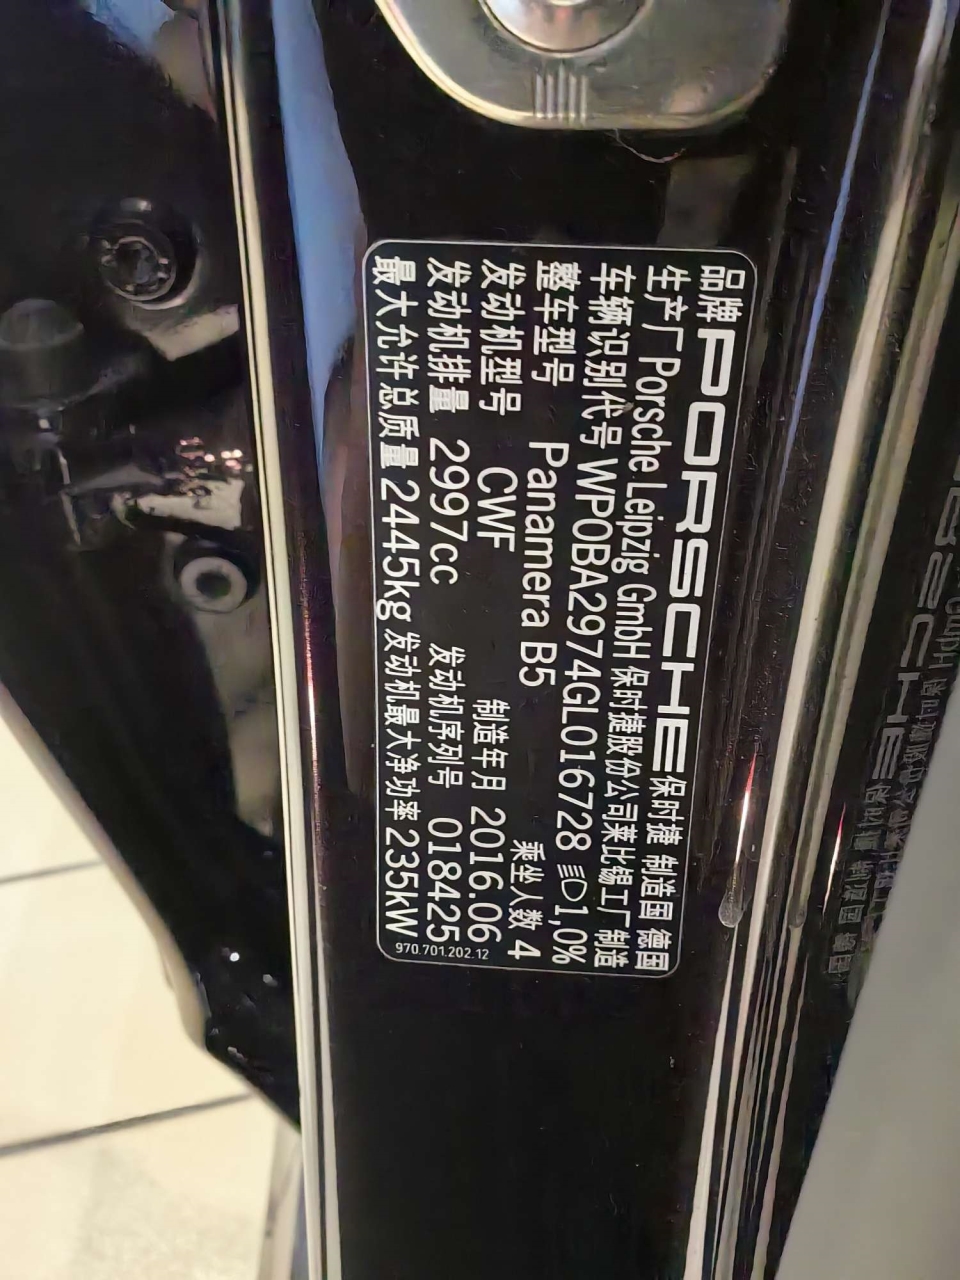 品牌 PORSCHE 保时捷 制造国 德国
生产厂 Porsche Leipzig GmbH 保时捷股份公司莱比锡工厂 制造
车辆识别代号 WP0BA2974GL016728 1,0%
整车型号 Panamera B5 乘坐人数 4
发动机型号 CWF 制造年月 2016.06
发动机排量 2997cc 发动机序列号 018425
最大允许总质量 2445kg 发动机最大净功率 235kW
970.701.202.12